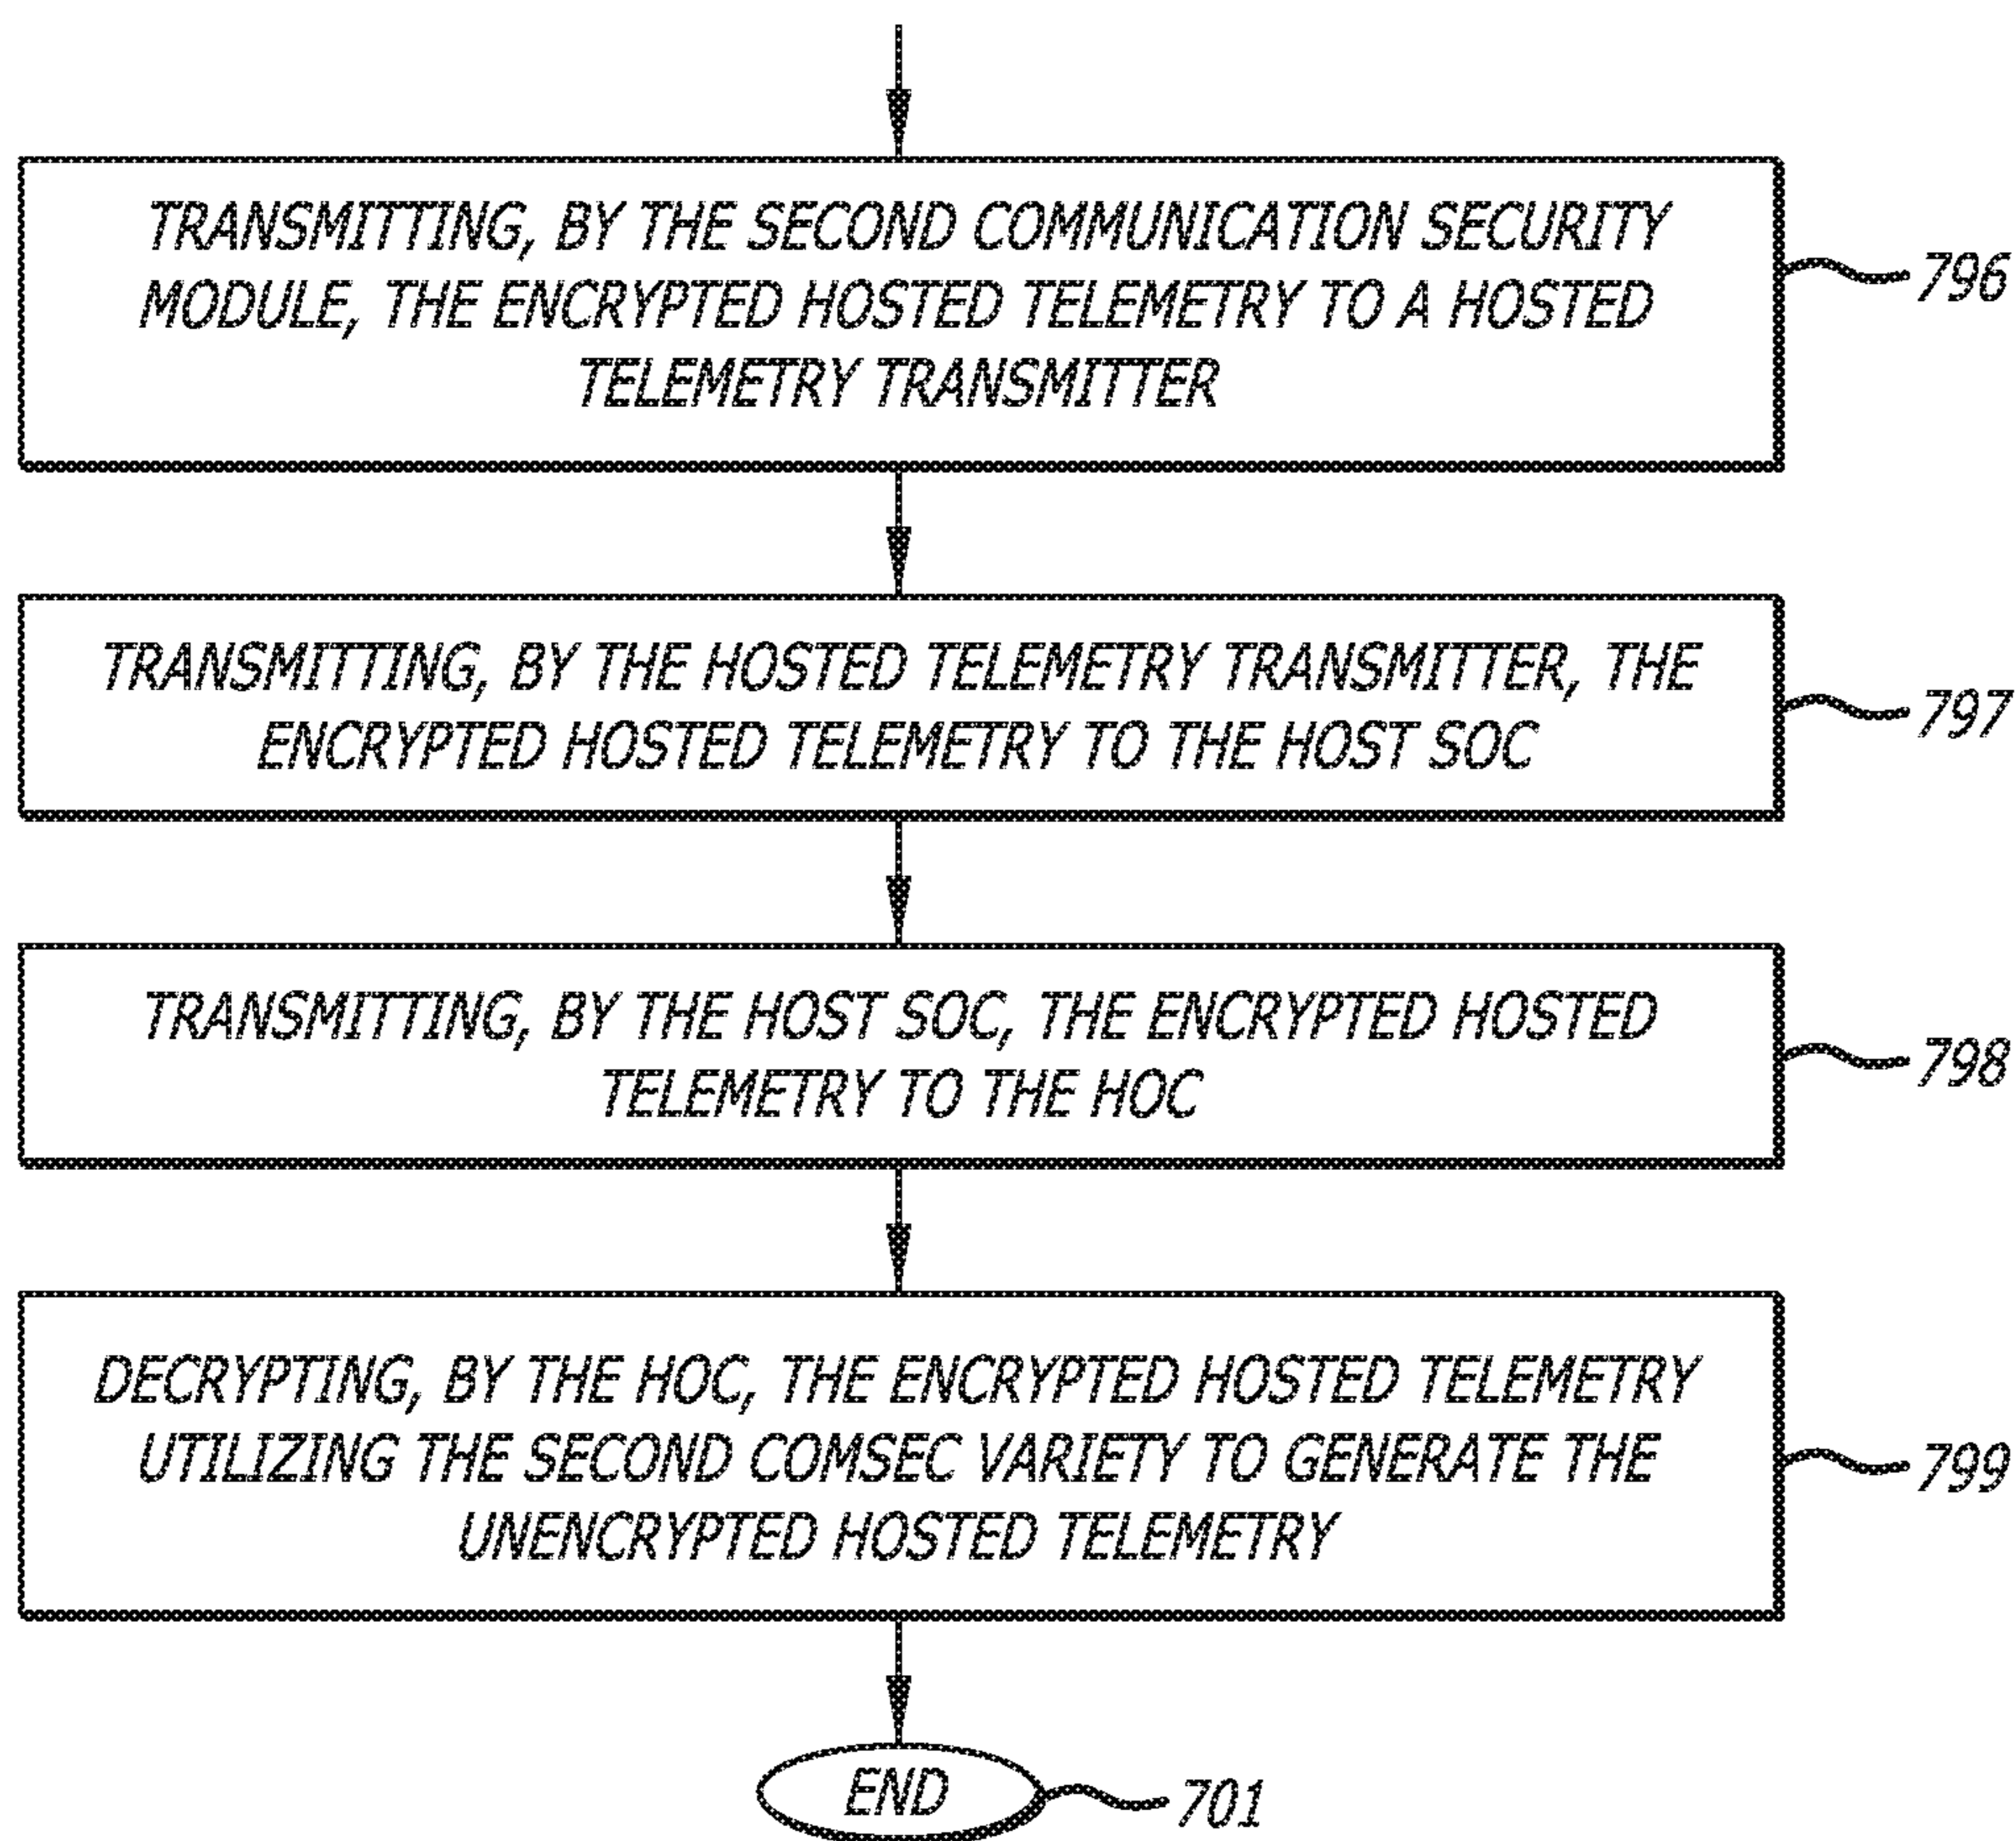 TRANSMITTING, BY THE SECOND COMMUNICATION SECURITY
MODULE, THE ENCRYPTED HOSTED TELEMETRY TO A HOSTED
TELEMETRY TRANSMITTER
796
TRANSMITTING, BY THE HOSTED TELEMETRY TRANSMITTER, THE
ENCRYPTED HOSTED TELEMETRY TO THE HOST SOC
797
TRANSMITTING, BY THE HOST SOC, THE ENCRYPTED HOSTED
TELEMETRY TO THE HOC
798
DECRYPTING, BY THE HOC, THE ENCRYPTED HOSTED TELEMETRY
UTILIZING THE SECOND COMSEC VARIETY TO GENERATE THE
UNENCRYPTED HOSTED TELEMETRY
799
END
701